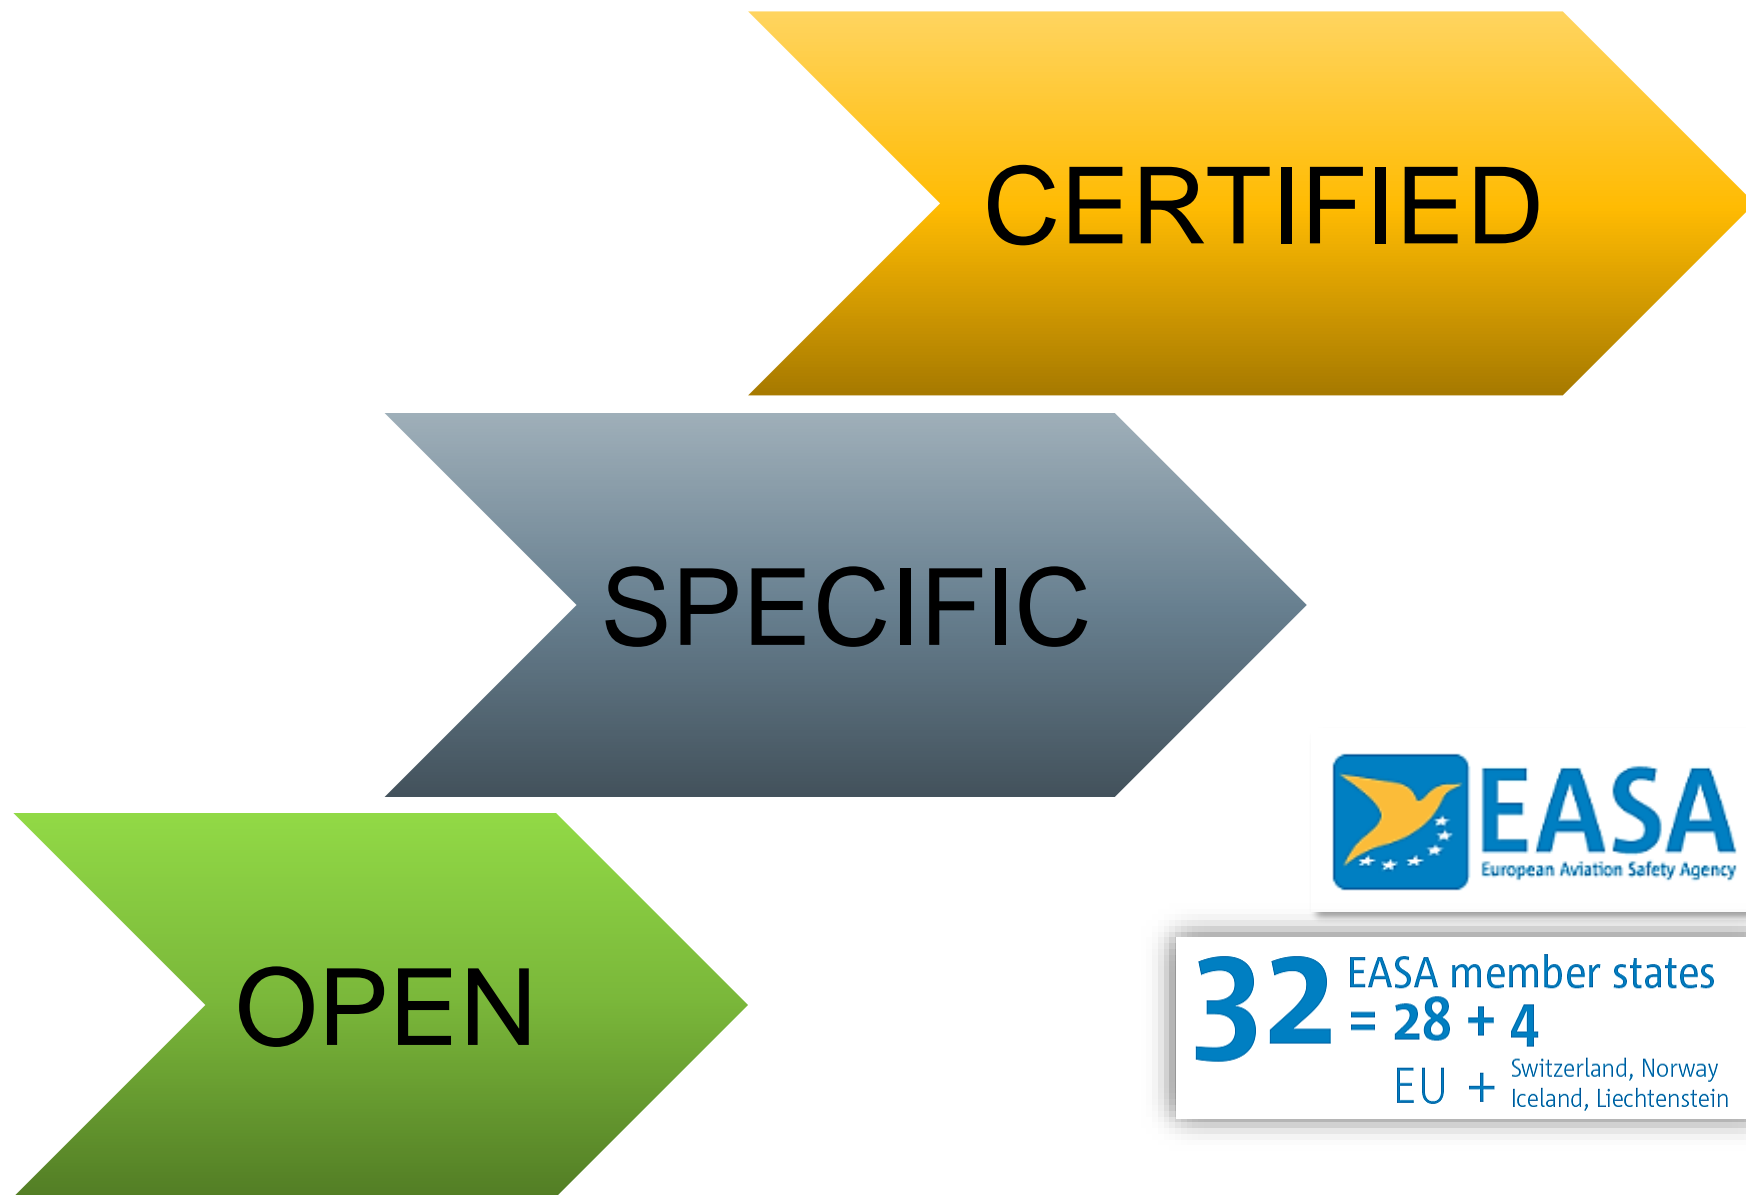 CERTIFIED
SPECIFIC
OPEN
EASA
European Aviation Safety Agency
32 EASA member states
= 28 + 4
EU + Switzerland, Norway
Iceland, Liechtenstein